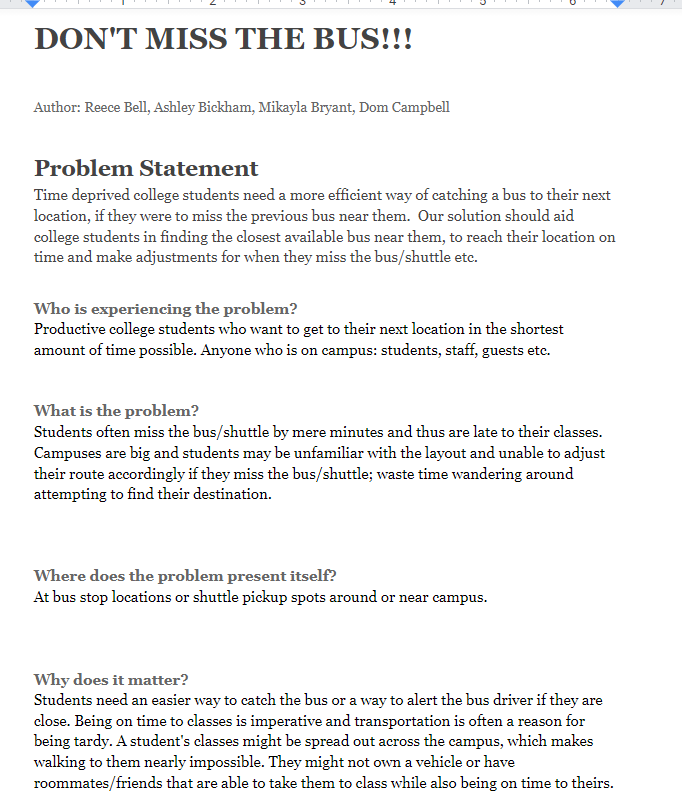 1 2 3 4 5 6 7
DON'T MISS THE BUS!!!
Author: Reece Bell, Ashley Bickham, Mikayla Bryant, Dom Campbell
Problem Statement
Time deprived college students need a more efficient way of catching a bus to their next
location, if they were to miss the previous bus near them.  Our solution should aid
college students in finding the closest available bus near them, to reach their location on
time and make adjustments for when they miss the bus/shuttle etc.
Who is experiencing the problem?
Productive college students who want to get to their next location in the shortest
amount of time possible. Anyone who is on campus: students, staff, guests etc.
What is the problem?
Students often miss the bus/shuttle by mere minutes and thus are late to their classes.
Campuses are big and students may be unfamiliar with the layout and unable to adjust
their route accordingly if they miss the bus/shuttle; waste time wandering around
attempting to find their destination.
Where does the problem present itself?
At bus stop locations or shuttle pickup spots around or near campus.
Why does it matter?
Students need an easier way to catch the bus or a way to alert the bus driver if they are
close. Being on time to classes is imperative and transportation is often a reason for
being tardy. A student's classes might be spread out across the campus, which makes
walking to them nearly impossible. They might not own a vehicle or have
roommates/friends that are able to take them to class while also being on time to theirs.